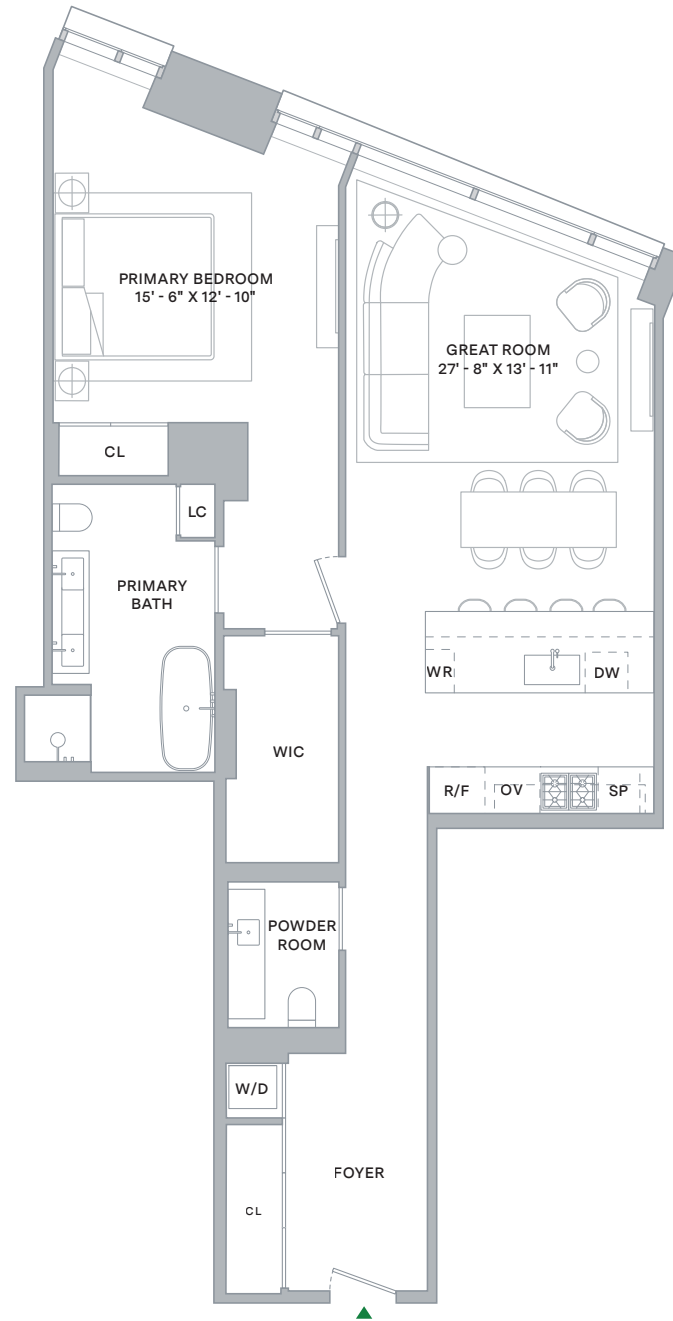 PRIMARY BEDROOM
15' - 6" X 12' - 10"
GREAT ROOM
27' - 8" X 13' - 11"
CL
LC
PRIMARY
BATH
WR
DW
WIC
R/F
OV
SP
POWDER
ROOM
W/D
FOYER
CL